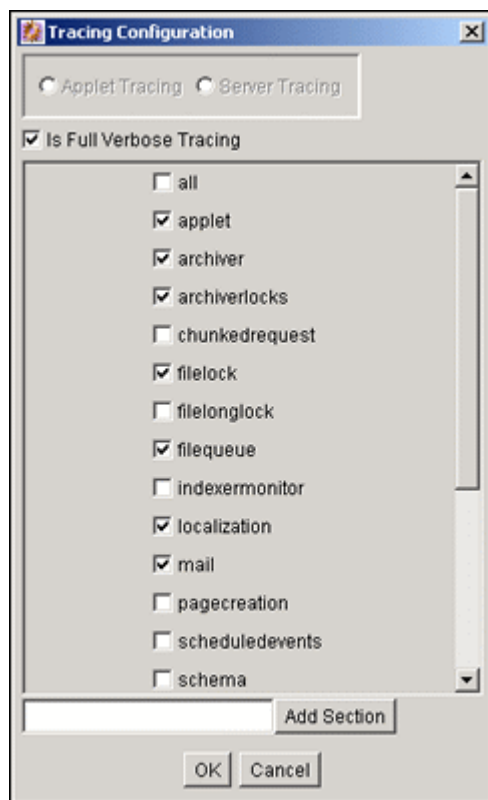 Tracing Configuration
Applet Tracing Server Tracing
Is Full Verbose Tracing
all
applet
archiver
archiverlocks
chunkedrequest
filelock
filelonglock
filequeue
indexermonitor
localization
mail
pagecreation
scheduledevents
schema
Add Section
OK Cancel